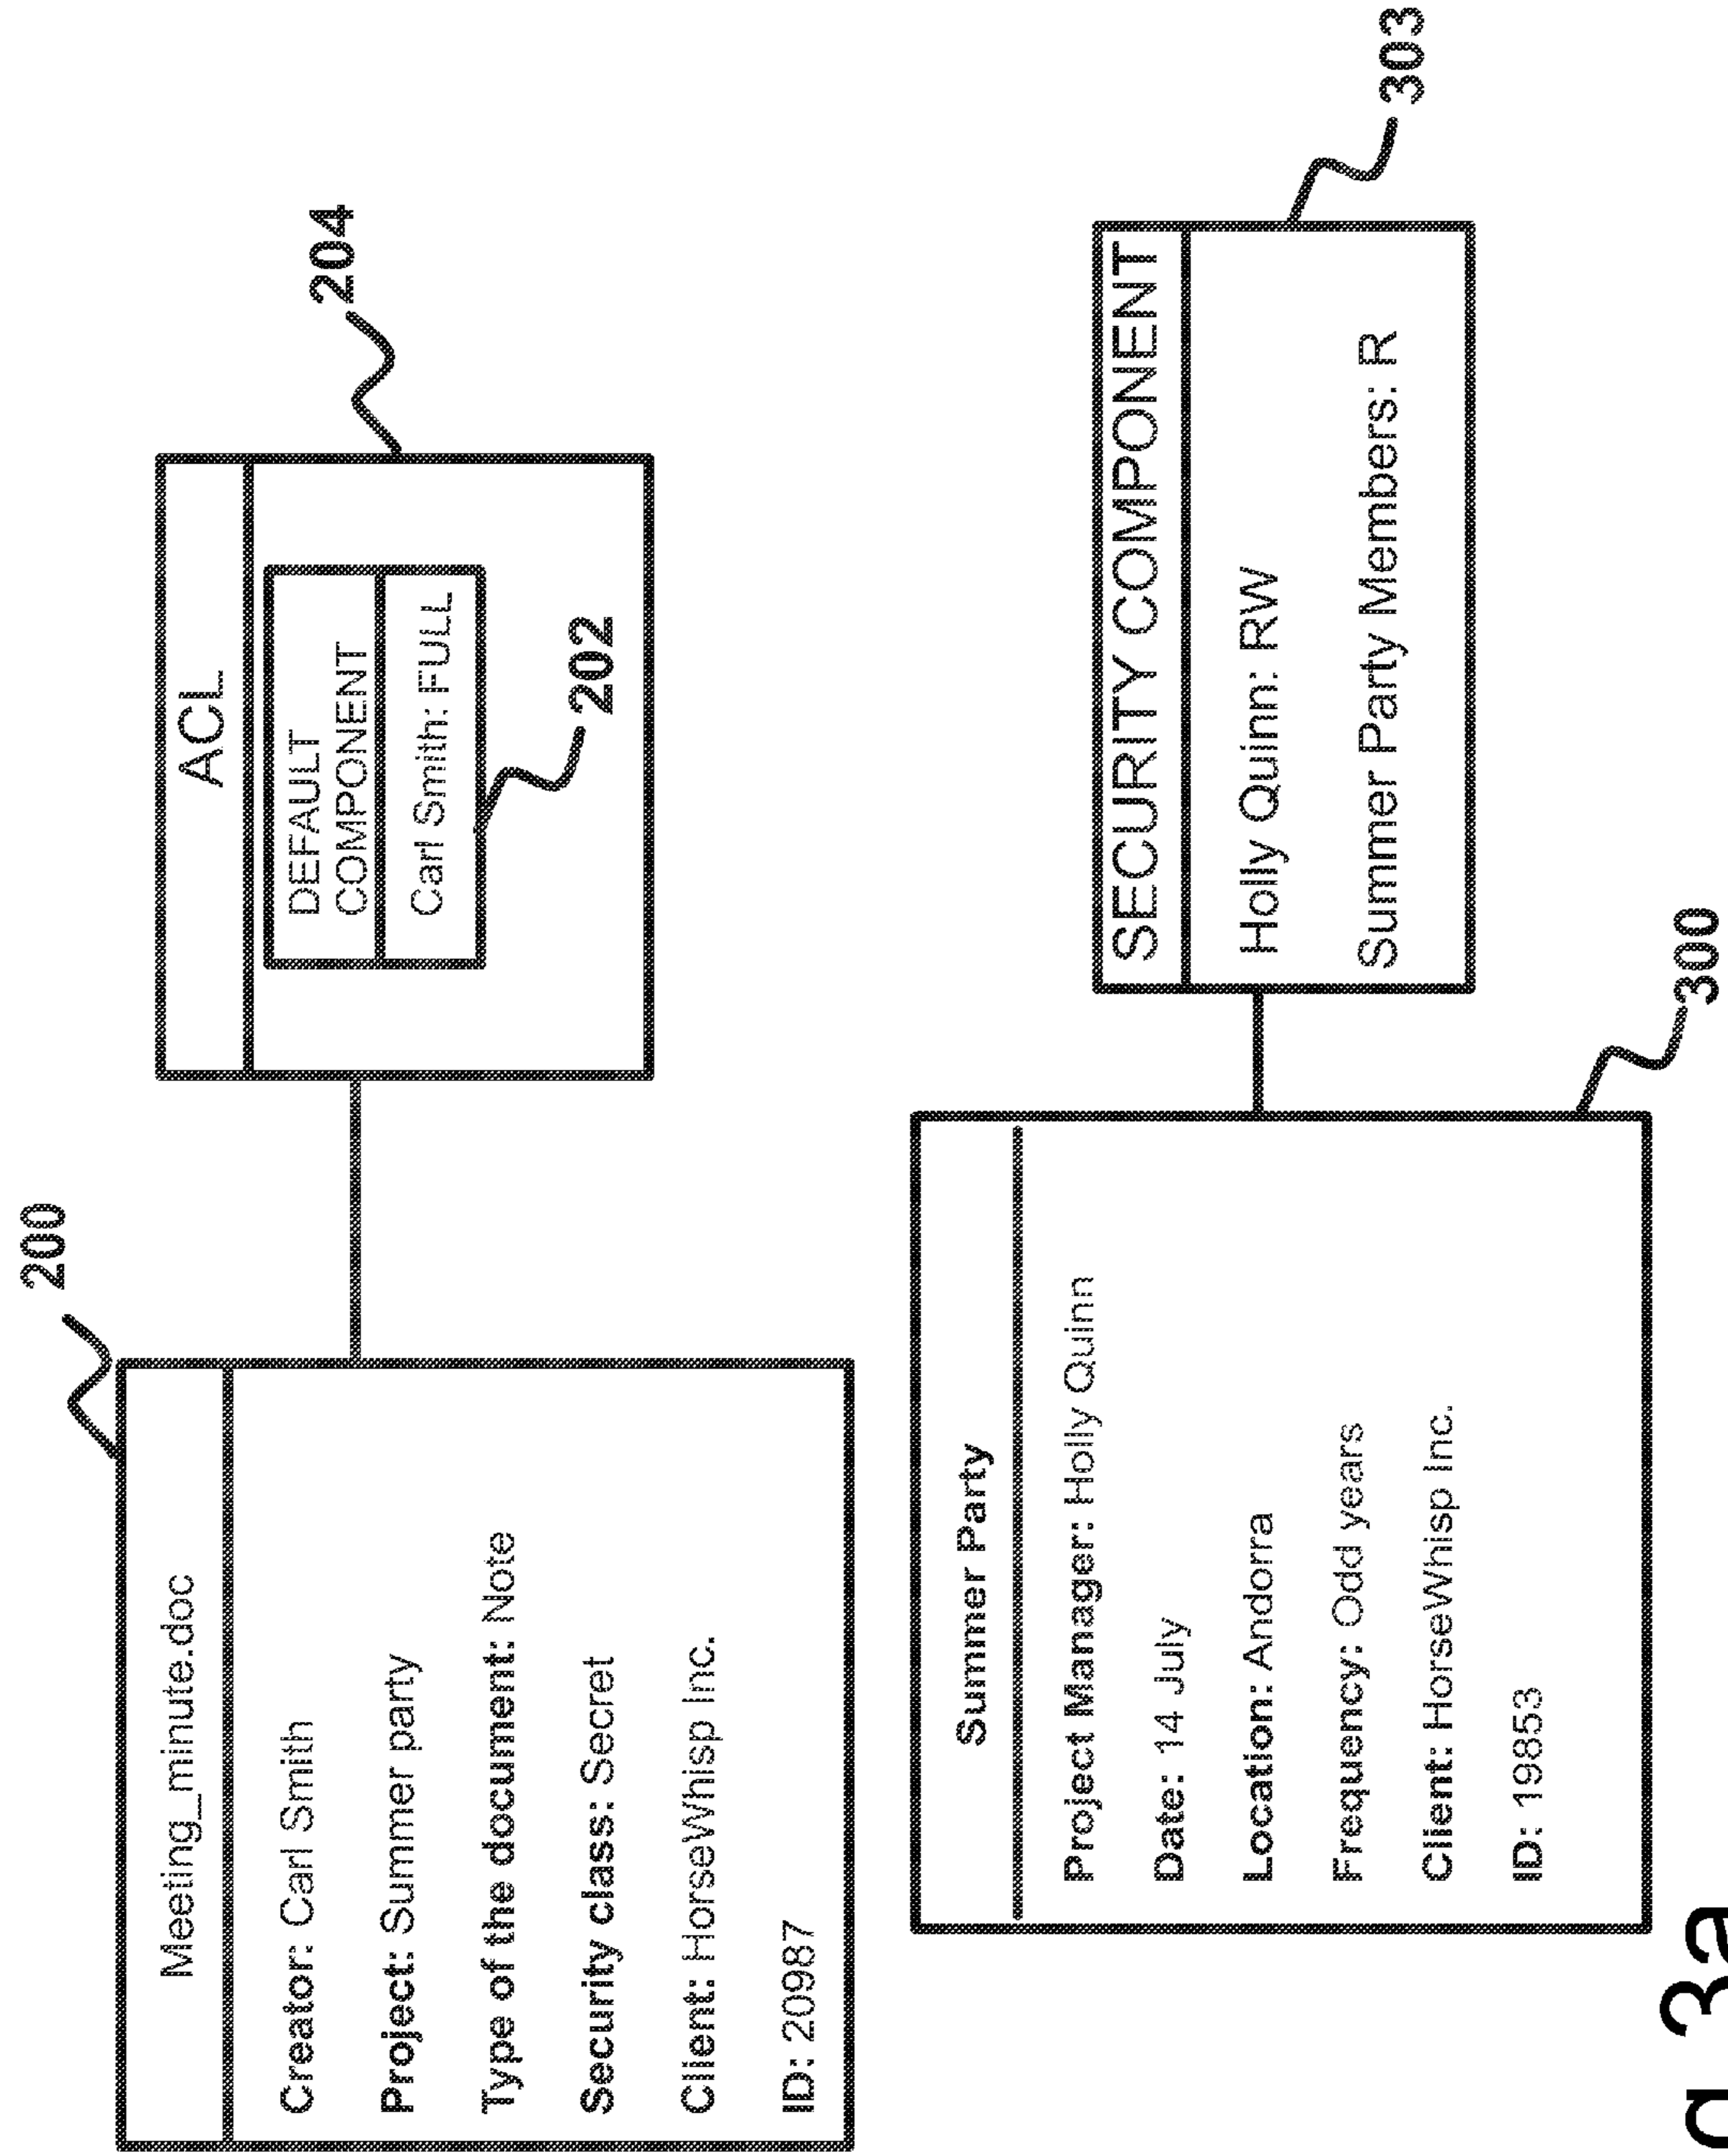 200
Meeting_minute.doc
Creator: Carl Smith
Project: Summer party
Type of the document: Note
Security class: Secret
Client: HorseWhisp Inc.
ID: 20987
204
ACL
DEFAULT
COMPONENT
Carl Smith: FULL
202
Summer Party
Project Manager: Holly Quinn
Date: 14 July
Location: Andorra
Frequency: Odd years
Client: HorseWhisp Inc.
ID: 19853
300
SECURITY COMPONENT
Holly Quinn: RW
Summer Party Members: R
303
g 3a